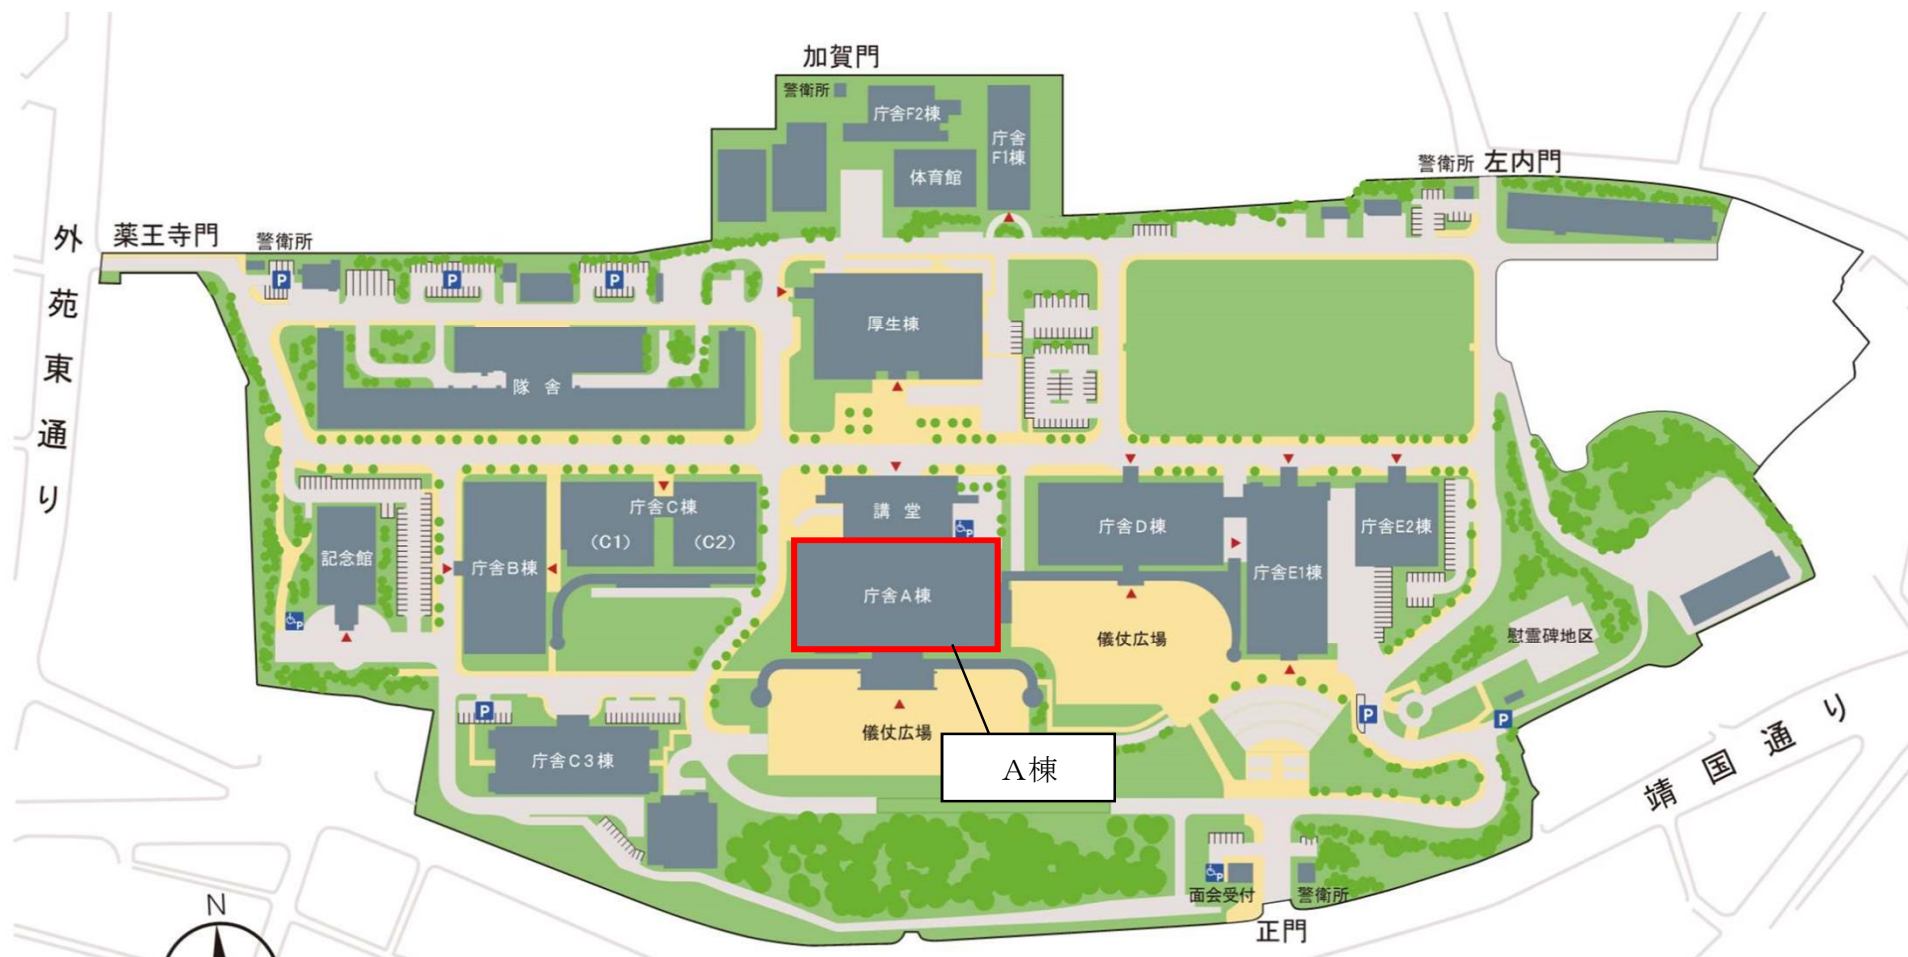 加賀門
警衛所
庁舎F2棟
庁舎
F1棟
体育館
警衛所
左内門
薬王寺門
警衛所
外苑東通り
P
P
P
厚生棟
隊 舎
庁舎C棟
(C1)
(C2)
講 堂
P
庁舎D棟
庁舎E2棟
記念館
庁舎B棟
庁舎A棟
庁舎E1棟
P
儀仗広場
慰霊碑地区
P
儀仗広場
P
P
庁舎C3棟
A棟
靖国通り
P
面会受付
警衛所
正門
N